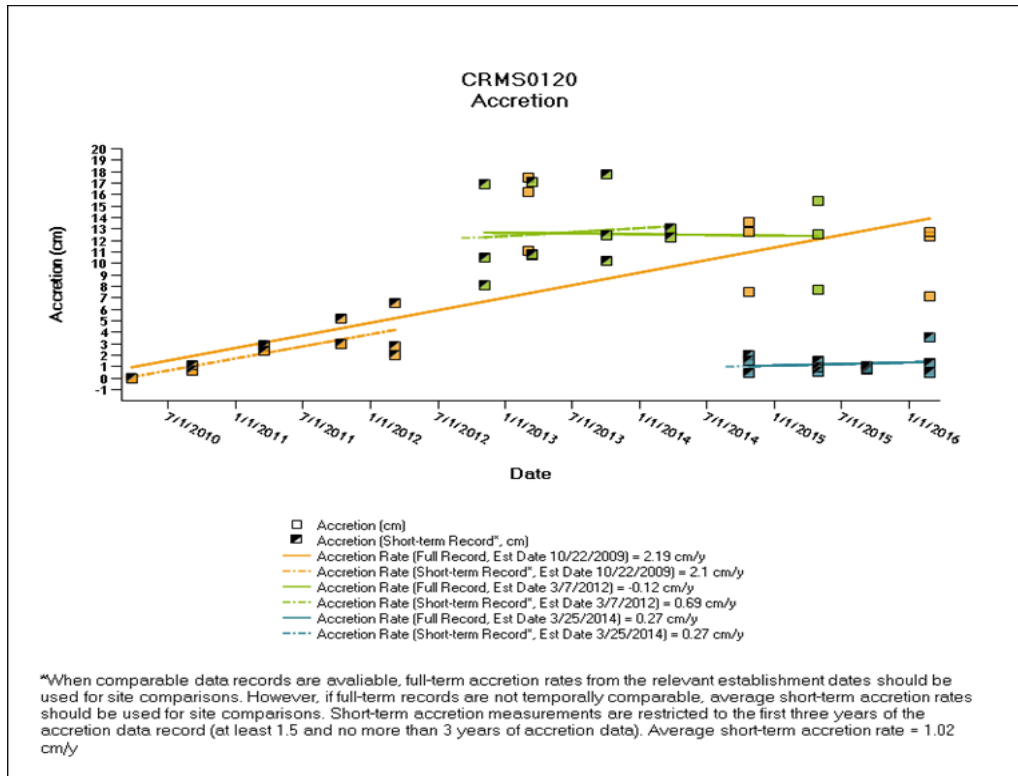 CRMS0120
Accretion
20
19
18
17
16
15
14
13
12
11
10
9
8
7
6
5
4
3
2
1
0
-1
Accretion (cm)
7/1/2010
1/1/2011
7/1/2011
1/1/2012
7/1/2012
1/1/2013
7/1/2013
1/1/2014
7/1/2014
1/1/2015
7/1/2015
1/1/2016
Date
Accretion (cm)
Accretion (Short-term Record*, cm)
Accretion Rate (Full Record, Est Date 10/22/2009) = 2.19 cm/y
Accretion Rate (Short-term Record*, Est Date 10/22/2009) = 2.1 cm/y
Accretion Rate (Full Record, Est Date 3/7/2012) = -0.12 cm/y
Accretion Rate (Short-term Record*, Est Date 3/7/2012) = 0.69 cm/y
Accretion Rate (Full Record, Est Date 3/25/2014) = 0.27 cm/y
Accretion Rate (Short-term Record*, Est Date 3/25/2014) = 0.27 cm/y
*When comparable data records are avaliable, full-term accretion rates from the relevant establishment dates should be
used for site comparisons. However, if full-term records are not temporally comparable, average short-term accretion rates
should be used for site comparisons. Short-term accretion measurements are restricted to the first three years of the
accretion data record (at least 1.5 and no more than 3 years of accretion data). Average short-term accretion rate = 1.02
cm/y